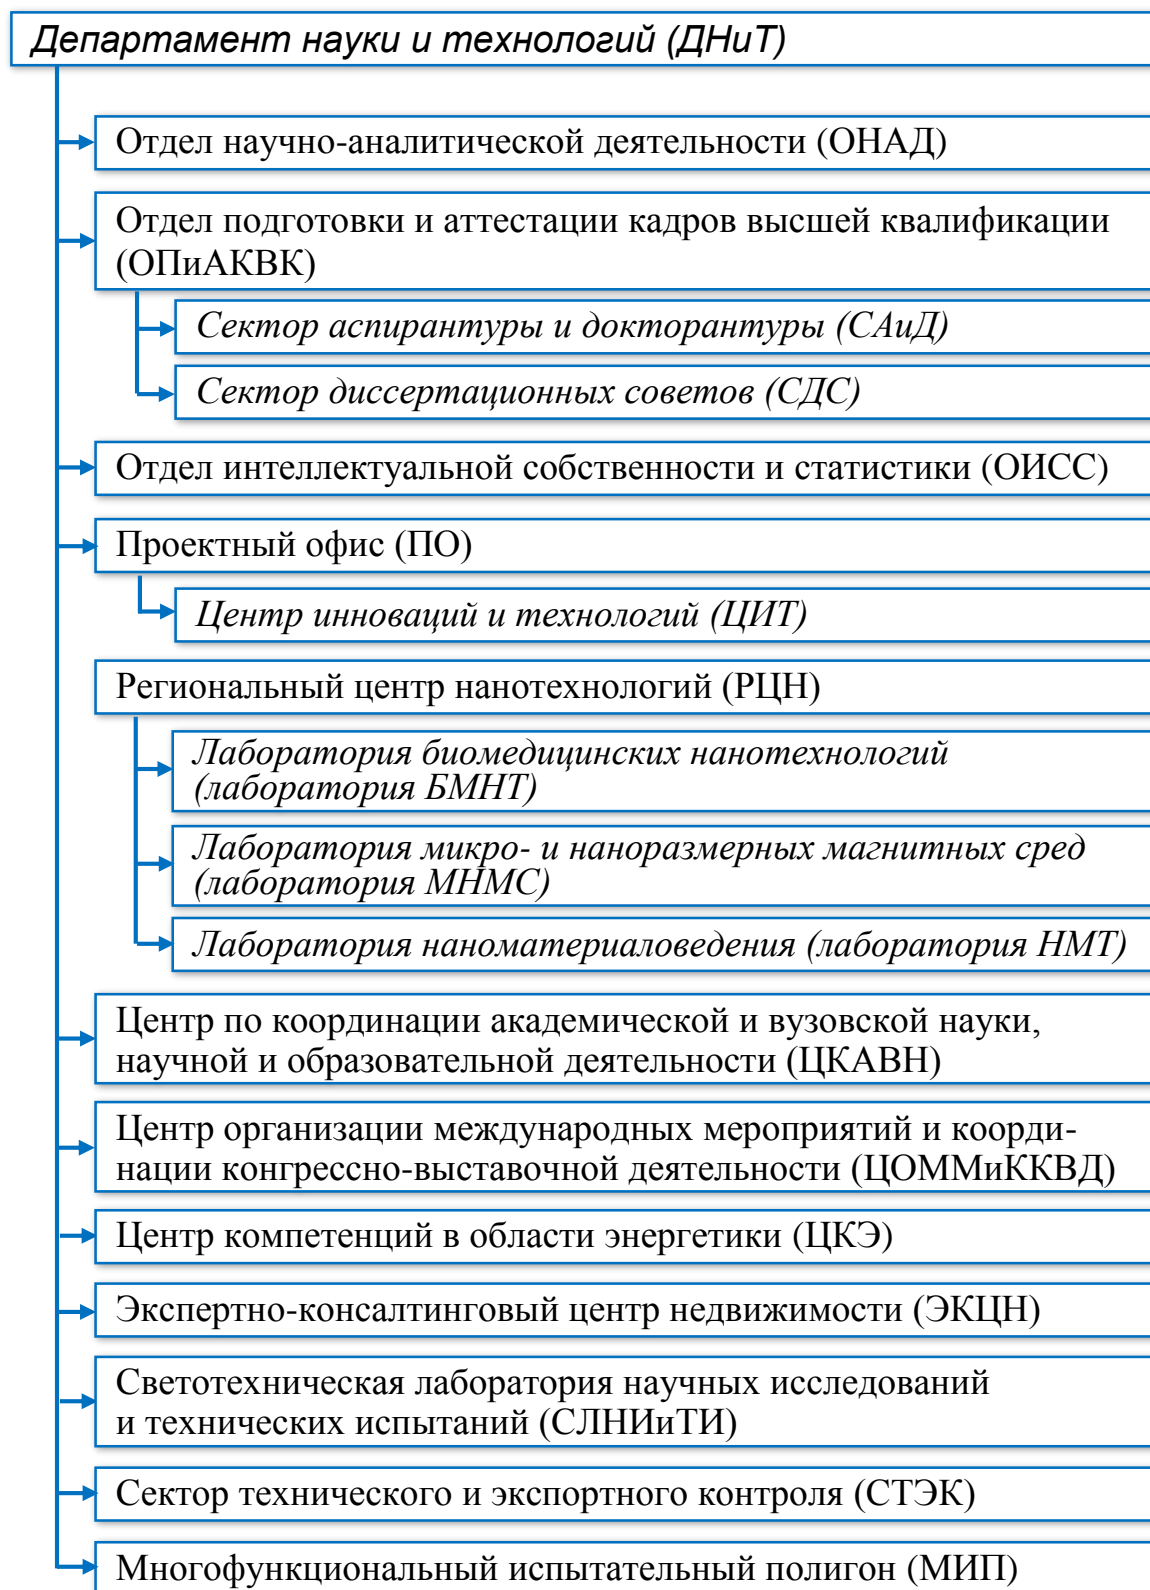 Департамент науки и технологий (ДНиТ)
Отдел научно-аналитической деятельности (ОНАД)
Отдел подготовки и аттестации кадров высшей квалификации
(ОПиАКВК)
Сектор аспирантуры и докторантуры (САиД)
Сектор диссертационных советов (СДС)
Отдел интеллектуальной собственности и статистики (ОИСС)
Проектный офис (ПО)
Центр инноваций и технологий (ЦИТ)
Региональный центр нанотехнологий (РЦН)
Лаборатория биомедицинских нанотехнологий
(лаборатория БМНТ)
Лаборатория микро- и наноразмерных магнитных сред
(лаборатория МНМС)
Лаборатория наноматериаловедения (лаборатория НМТ)
Центр по координации академической и вузовской науки,
научной и образовательной деятельности (ЦКАВН)
Центр организации международных мероприятий и коорди-
нации конгрессно-выставочной деятельности (ЦОММиККВД)
Центр компетенций в области энергетики (ЦКЭ)
Экспертно-консалтинговый центр недвижимости (ЭКЦН)
Светотехническая лаборатория научных исследований
и технических испытаний (СЛНИиТИ)
Сектор технического и экспортного контроля (СТЭК)
Многофункциональный испытательный полигон (МИП)